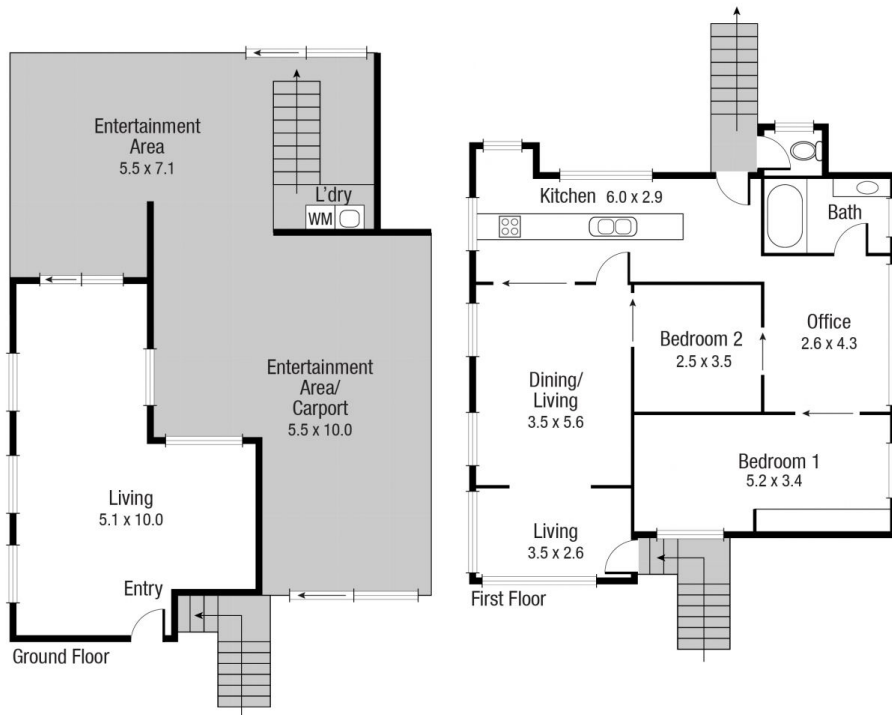 Entertainment
Area
5.5 x 7.1
L'dry
WM
Entertainment
Area/
Carport
5.5 x 10.0
Living
5.1 x 10.0
Entry
Ground Floor
Kitchen 6.0 x 2.9
Bath
Office
2.6 x 4.3
Bedroom 2
2.5 x 3.5
Dining/
Living
3.5 x 5.6
Bedroom 1
5.2 x 3.4
Living
3.5 x 2.6
First Floor